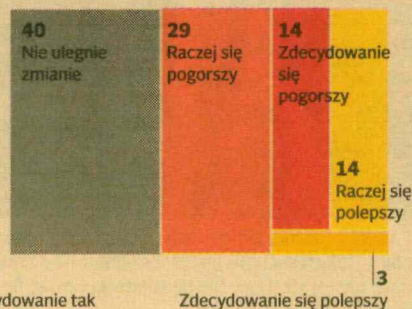 40
Nie ulegnie
zmianie
29
Raczej się
pogorszy
14
Zdecydowanie
się
pogorszy
14
Raczej się
polepszy
3
Zdecydowanie się polepszy
tak